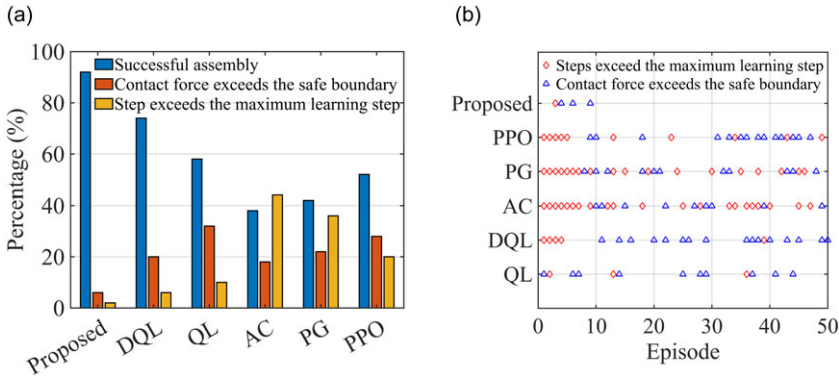 (a)
100
80
60
40
20
0
Percentage (%)
Successful assembly
Contact force exceeds the safe boundary
Step exceeds the maximum learning step
Proposed
DQL
QL
AC
PG
PPO
(b)
Steps exceed the maximum learning step
Contact force exceeds the safe boundary
Proposed
PPO
PG
AC
DQL
QL
0 10 20 30 40 50
Episode